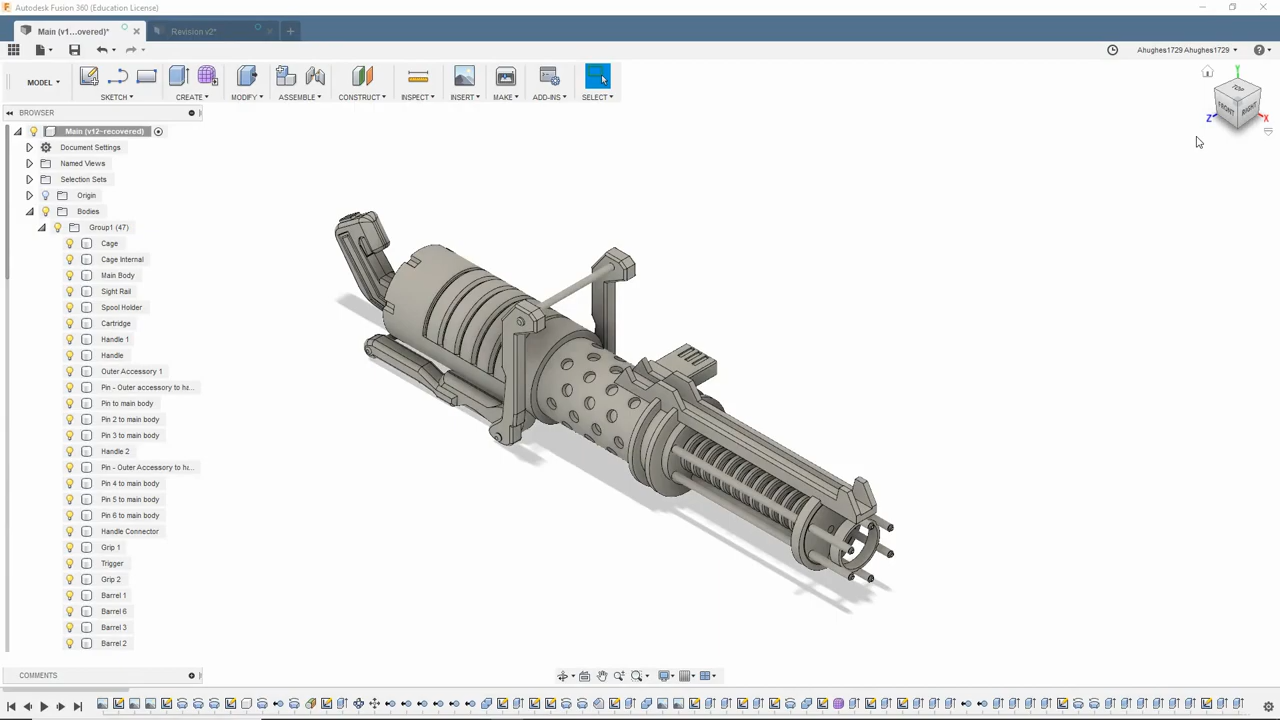 Autodesk Fusion 360 (Education License)
Main (v1...overed)*
Revision v2*
Ahughes1729 Ahughes1729
MODEL
SKETCH
CREATE
MODIFY
ASSEMBLE
CONSTRUCT
INSPECT
INSERT
MAKE
ADD-INS
SELECT
BROWSER
Main (v12-recovered)
Document Settings
Named Views
Selection Sets
Origin
Bodies
Group1 (47)
Cage
Cage Internal
Main Body
Sight Rail
Spool Holder
Cartridge
Handle 1
Handle
Outer Accessory 1
Pin - Outer accessory to ha...
Pin to main body
Pin 2 to main body
Pin 3 to main body
Handle 2
Pin - Outer Accessory to ha...
Pin 4 to main body
Pin 5 to main body
Pin 6 to main body
Handle Connector
Grip 1
Trigger
Grip 2
Barrel 1
Barrel 6
Barrel 3
Barrel 2
COMMENTS
Y
TOP
FRONT
RIGHT
Z
X